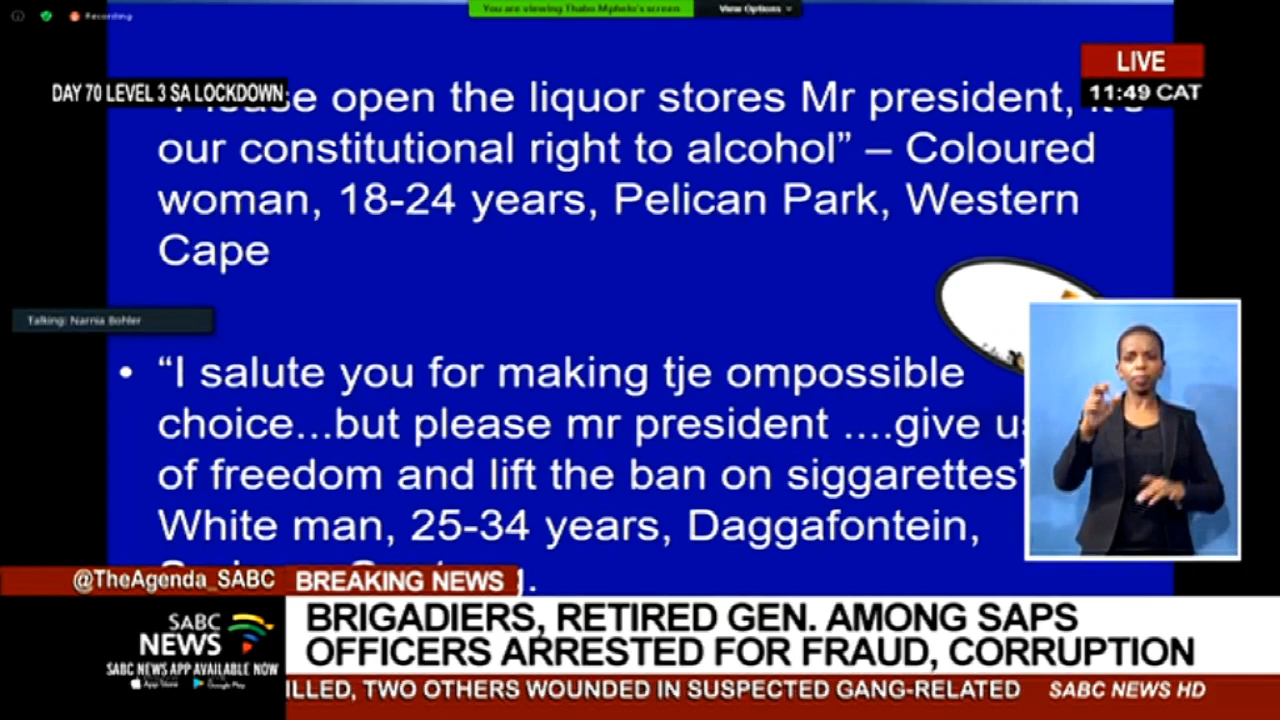 Recording
You are viewing Thabo Mphelo's screen
View Options
LIVE
11:49 CAT
DAY 70 LEVEL 3 SA LOCKDOWN
open the liquor stores Mr president,
our constitutional right to alcohol” – Coloured
woman, 18-24 years, Pelican Park, Western
Cape
Talking: Narnia Bohler
• “I salute you for making tje ompossible
choice...but please mr president ....give
of freedom and lift the ban on siggarettes
White man, 25-34 years, Daggafontein,
@TheAgenda_SABC
BREAKING NEWS
SABC
NEWS
SABC NEWS APP AVAILABLE NOW
App Store
Google Play
BRIGADIERS, RETIRED GEN. AMONG SAPS
OFFICERS ARRESTED FOR FRAUD, CORRUPTION
ILLED, TWO OTHERS WOUNDED IN SUSPECTED GANG-RELATED
SABC NEWS HD